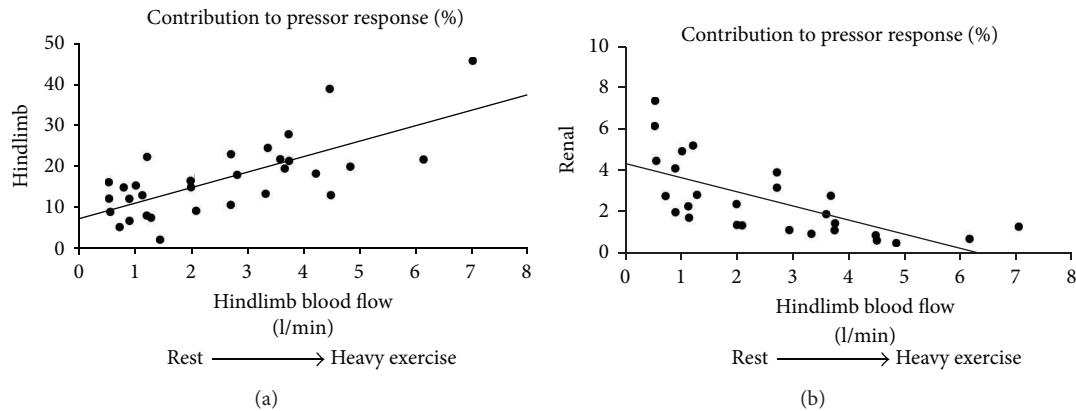 Contribution to pressor response (%)
50
40
30
20
10
0
Hindlimb
0 1 2 3 4 5 6 7 8
Hindlimb blood flow
(l/min)
Rest Heavy exercise
(a)
Contribution to pressor response (%)
10
8
6
4
2
0
Renal
0 1 2 3 4 5 6 7 8
Hindlimb blood flow
(l/min)
Rest Heavy exercise
(b)